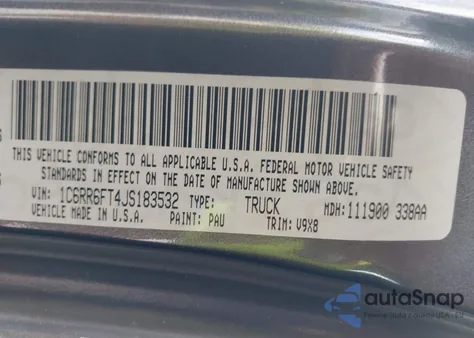 THIS VEHICLE CONFORMS TO ALL APPLICABLE U.S.A. FEDERAL MOTOR VEHICLE SAFETY
STANDARDS IN EFFECT ON THE DATE OF MANUFACTURE SHOWN ABOVE.
VIN: 1C6RR6FT4JS183532 TYPE: TRUCK MDH: 111900 338AA
VEHICLE MADE IN U.S.A. PAINT: PAU TRIM: V9X8
autoSnap